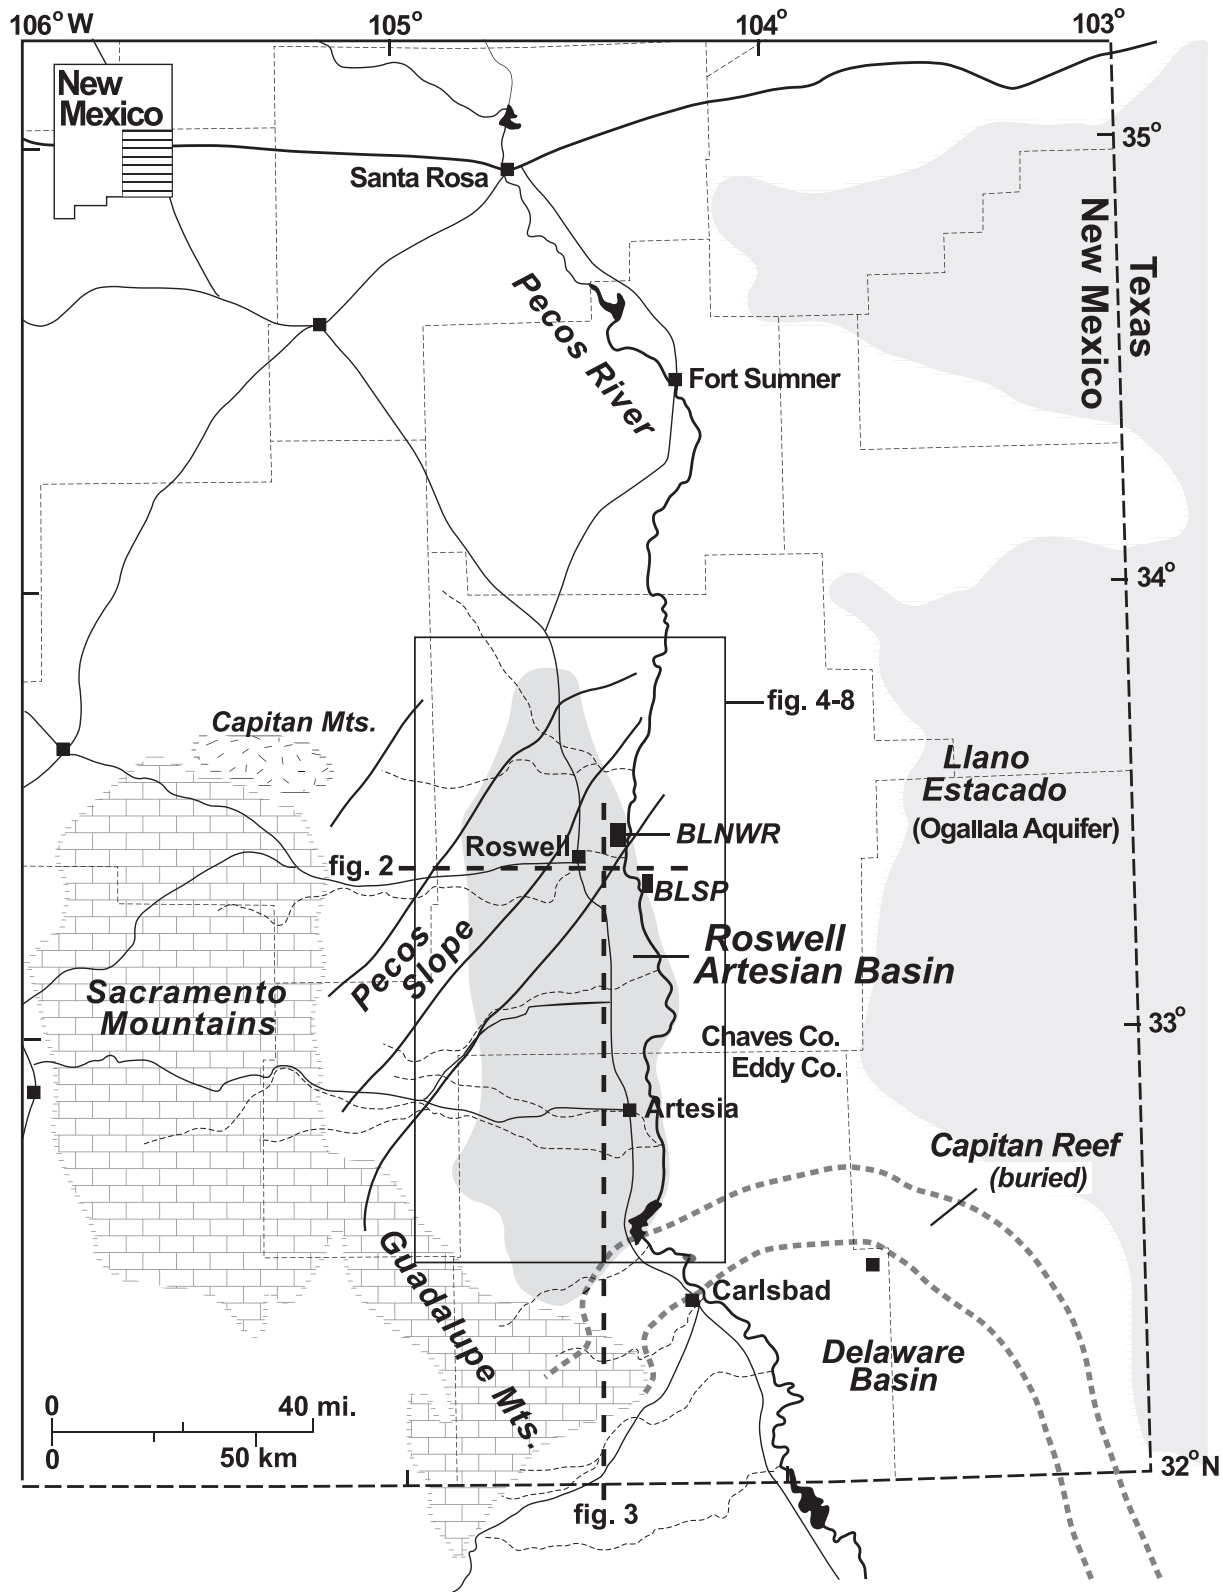 106° W
105°
104°
103°
New
Mexico
35°
Santa Rosa
Texas
New Mexico
Pecos River
Fort Sumner
34°
fig. 4-8
Capitan Mts.
Llano
Estacado
(Ogallala Aquifer)
BLNWR
Roswell
fig. 2
BLSP
Pecos
Slope
Roswell
Artesian Basin
Sacramento
Mountains
33°
Chaves Co.
Eddy Co.
Artesia
Capitan Reef
(buried)
Guadalupe Mts.
Carlsbad
Delaware
Basin
0
40 mi.
0
50 km
32° N
fig. 3